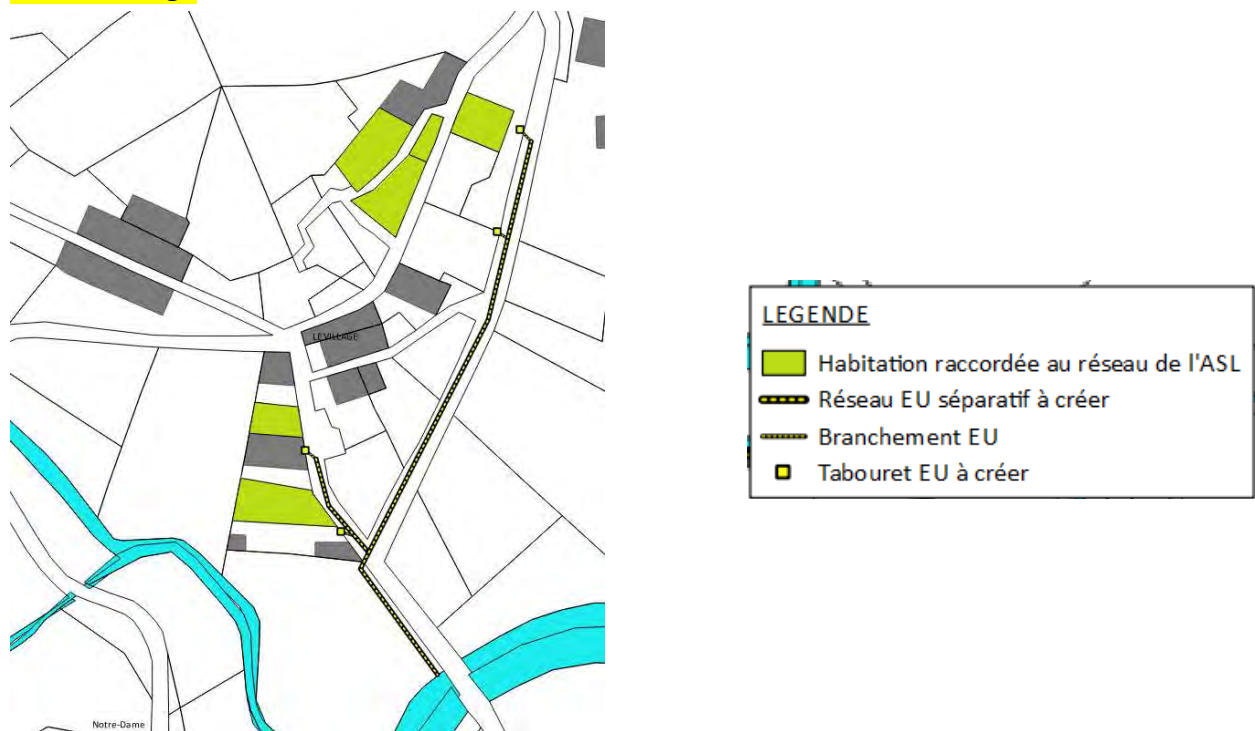 LE VILLAGE
Notre-Dame
LEGENDE
Habitation raccordée au réseau de l'ASL
Réseau EU séparatif à créer
Branchement EU
Tabouret EU à créer